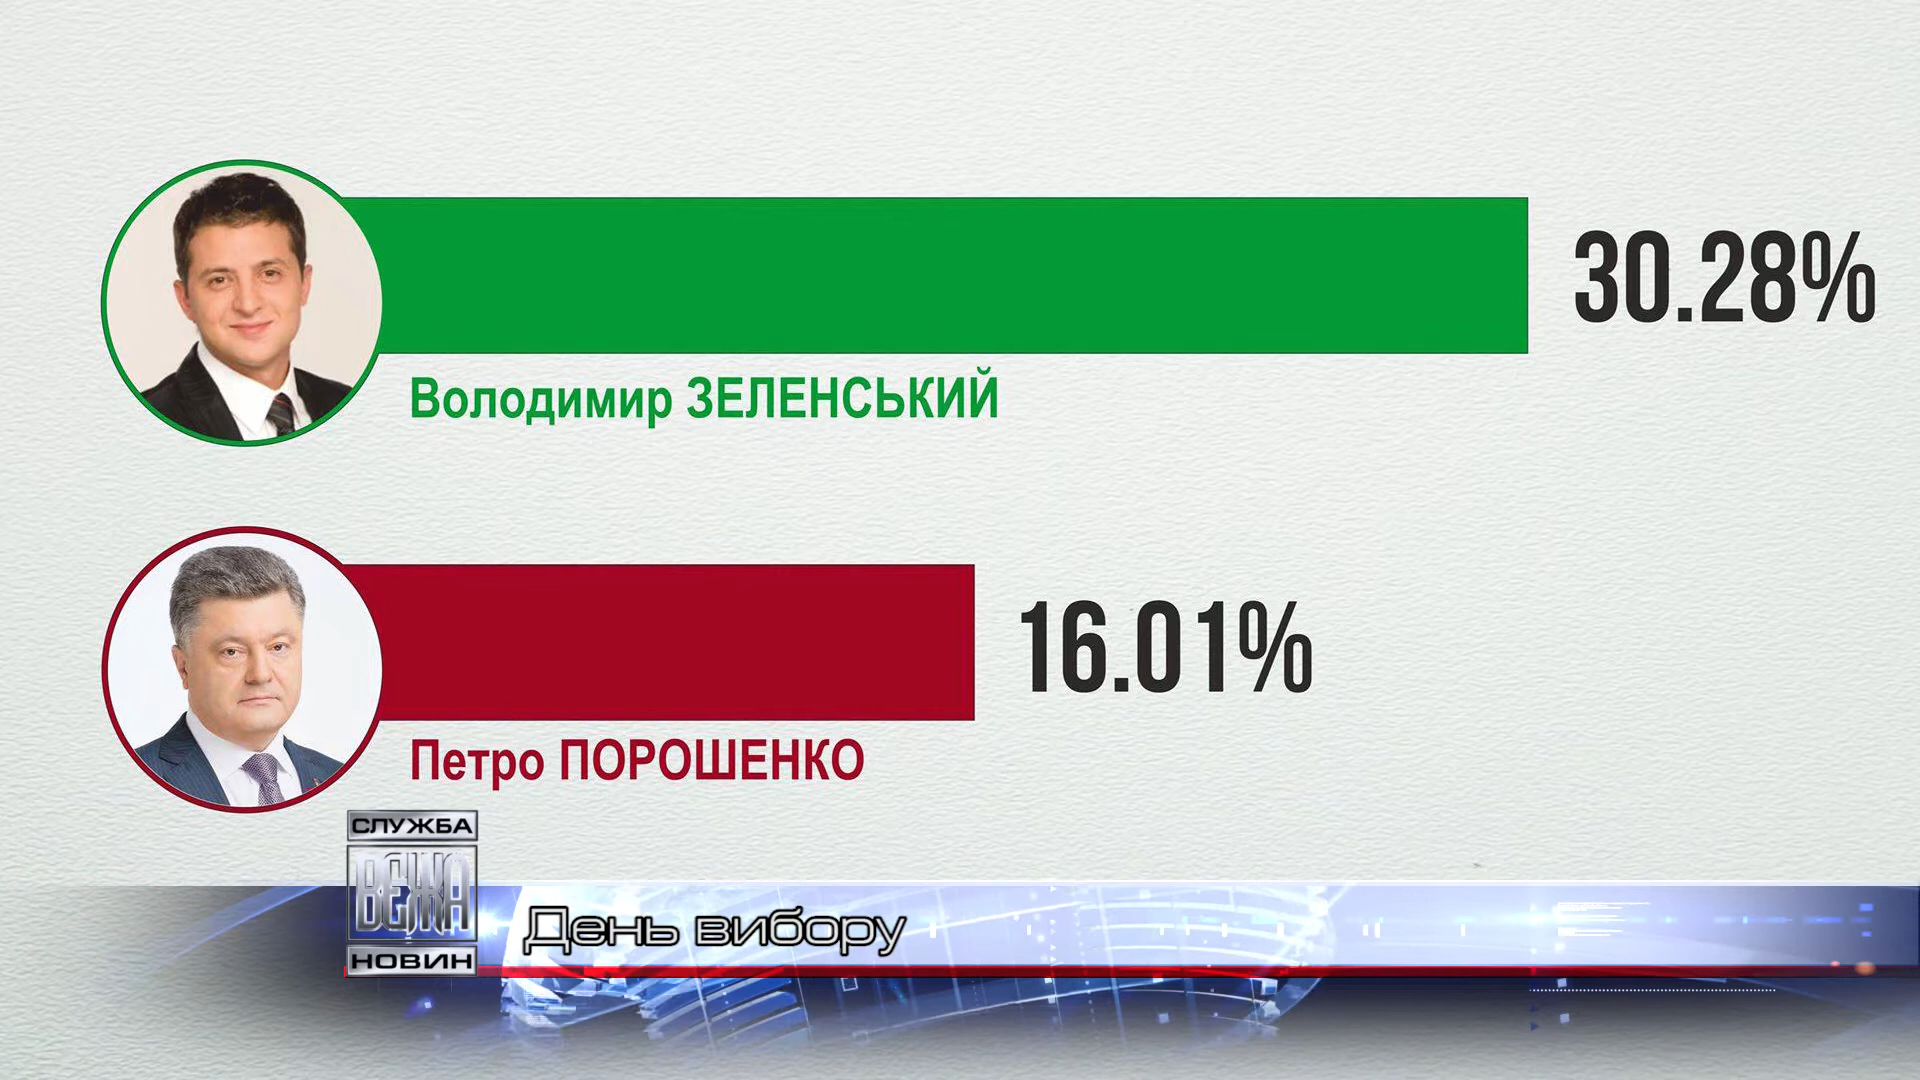 30.28%
Володимир ЗЕЛЕНСЬКИЙ
16.01%
Петро ПОРОШЕНКО
СЛУЖБА
ВЕЖА
НОВИН
День вибору